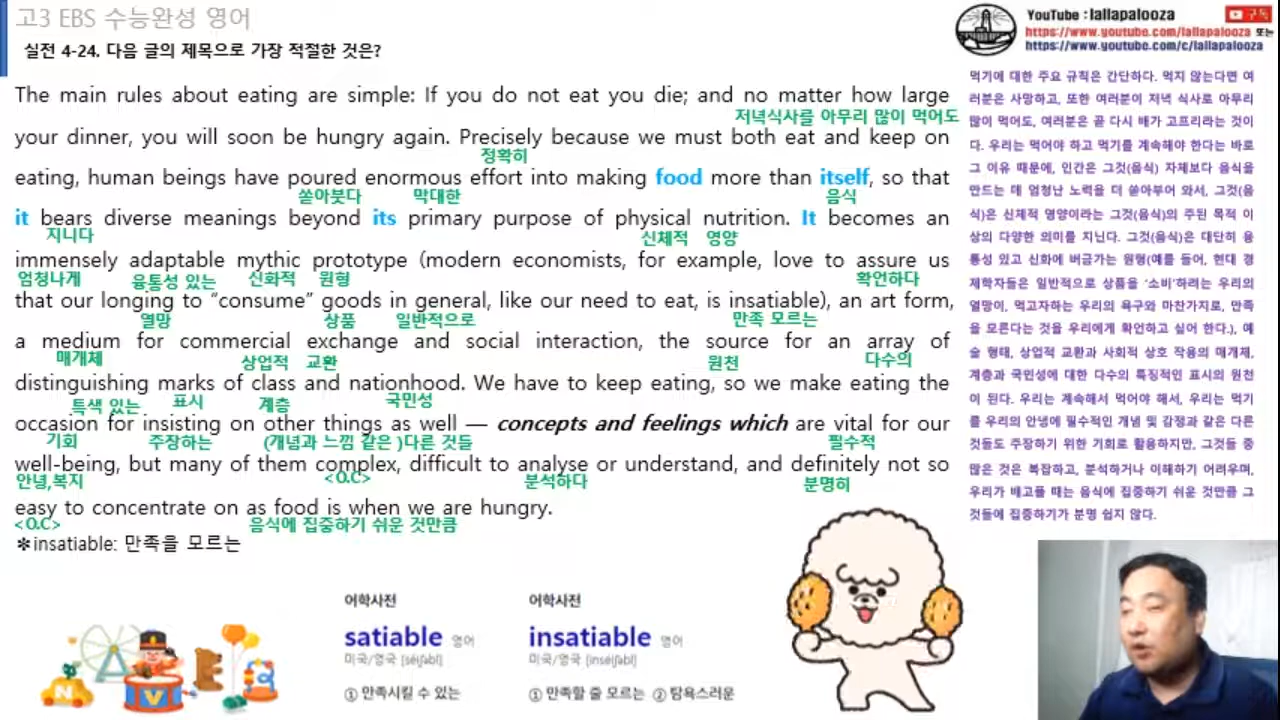 고3 EBS 수능완성 영어
실전 4-24. 다음 글의 제목으로 가장 적절한 것은?
YouTube : lallapalooza
구독
https://www.youtube.com/lallapalooza 또는
https://www.youtube.com/c/lallapalooza
The main rules about eating are simple: If you do not eat you die; and no matter how large
저녁식사를 아무리 많이 먹어도
your dinner, you will soon be hungry again. Precisely because we must both eat and keep on
정확히
eating, human beings have poured enormous effort into making food more than itself, so that
쏟아붓다 막대한 음식
it bears diverse meanings beyond its primary purpose of physical nutrition. It becomes an
지니다 신체적 영양
immensely adaptable mythic prototype (modern economists, for example, love to assure us
엄청나게 융통성 있는 신화적 원형 확언하다
that our longing to “consume” goods in general, like our need to eat, is insatiable), an art form,
열망 상품 일반적으로 만족 모르는
a medium for commercial exchange and social interaction, the source for an array of
매개체 상업적 교환 원천 다수의
distinguishing marks of class and nationhood. We have to keep eating, so we make eating the
특색 있는 표시 계층 국민성
occasion for insisting on other things as well — concepts and feelings which are vital for our
기회 주장하는 (개념과 느낌 같은 )다른 것들 필수적
well-being, but many of them complex, difficult to analyse or understand, and definitely not so
안녕,복지 <O.C> 분석하다 분명히
easy to concentrate on as food is when we are hungry.
<O.C> 음식에 집중하기 쉬운 것만큼
＊insatiable: 만족을 모르는
먹기에 대한 주요 규칙은 간단하다. 먹지 않는다면 여
러분은 사망하고, 또한 여러분이 저녁 식사로 아무리
많이 먹어도, 여러분은 곧 다시 배가 고프리라는 것이
다. 우리는 먹어야 하고 먹기를 계속해야 한다는 바로
그 이유 때문에, 인간은 그것(음식) 자체보다 음식을
만드는 데 엄청난 노력을 더 쏟아부어 와서, 그것(음
식)은 신체적 영양이라는 그것(음식)의 주된 목적 이
상의 다양한 의미를 지닌다. 그것(음식)은 대단히 융
통성 있고 신화에 버금가는 원형(예를 들어, 현대 경
제학자들은 일반적으로 상품을 ‘소비’하려는 우리의
열망이, 먹고자하는 우리의 욕구와 마찬가지로, 만족
을 모른다는 것을 우리에게 확언하고 싶어 한다.), 예
술 형태, 상업적 교환과 사회적 상호 작용의 매개체,
계층과 국민성에 대한 다수의 특징적인 표시의 원천
이 된다. 우리는 계속해서 먹어야 해서, 우리는 먹기
를 우리의 안녕에 필수적인 개념 및 감정과 같은 다른
것들도 주장하기 위한 기회로 활용하지만, 그것들 중
많은 것은 복잡하고, 분석하거나 이해하기 어려우며,
우리가 배고플 때는 음식에 집중하기 쉬운 것만큼 그
것들에 집중하기가 분명 쉽지 않다.
어학사전
satiable 영어
미국/영국 [séiʃəbl]
① 만족시킬 수 있는
어학사전
insatiable 영어
미국/영국 [inséiʃəbl]
① 만족할 줄 모르는 ② 탐욕스러운
N V E R